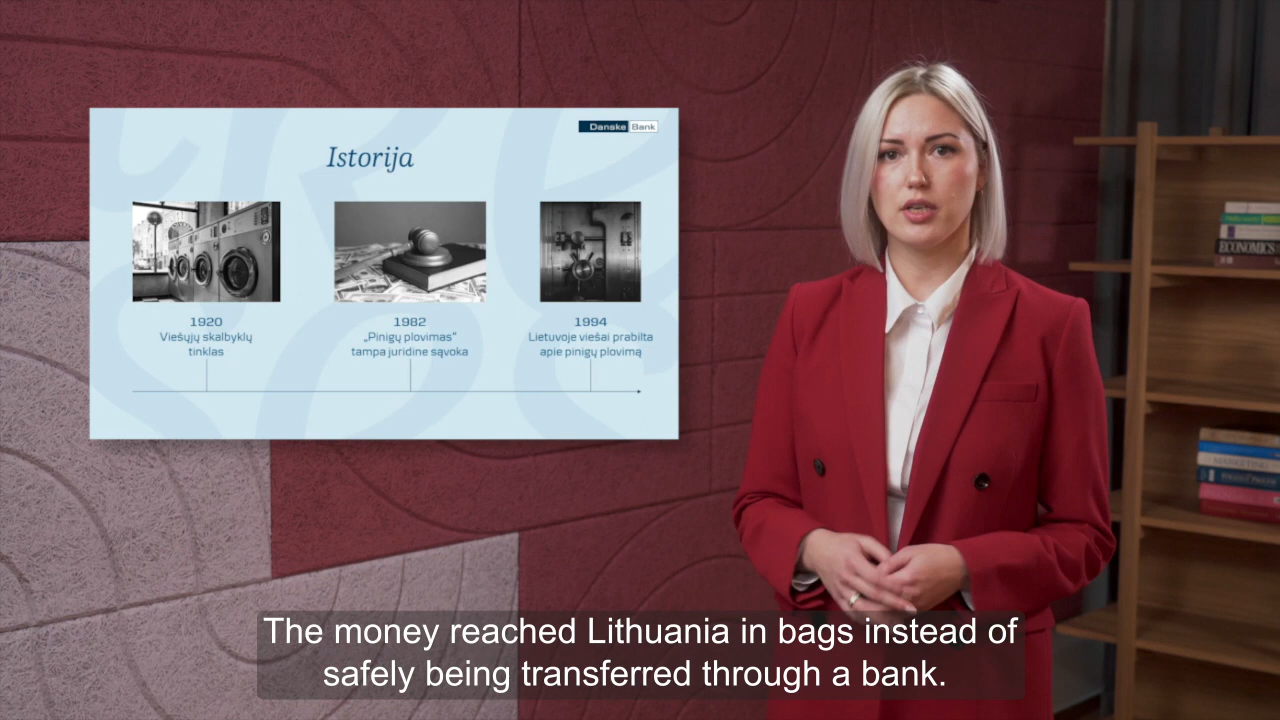 Danske Bank
Istorija
1920
Viešųjų skalbyklų
tinklas
1982
„Pinigų plovimas”
tampa juridine sąvoka
1994
Lietuvoje viešai prabilta
apie pinigų plovimą
ECONOMICS
MARKETING
The money reached Lithuania in bags instead of
safely being transferred through a bank.